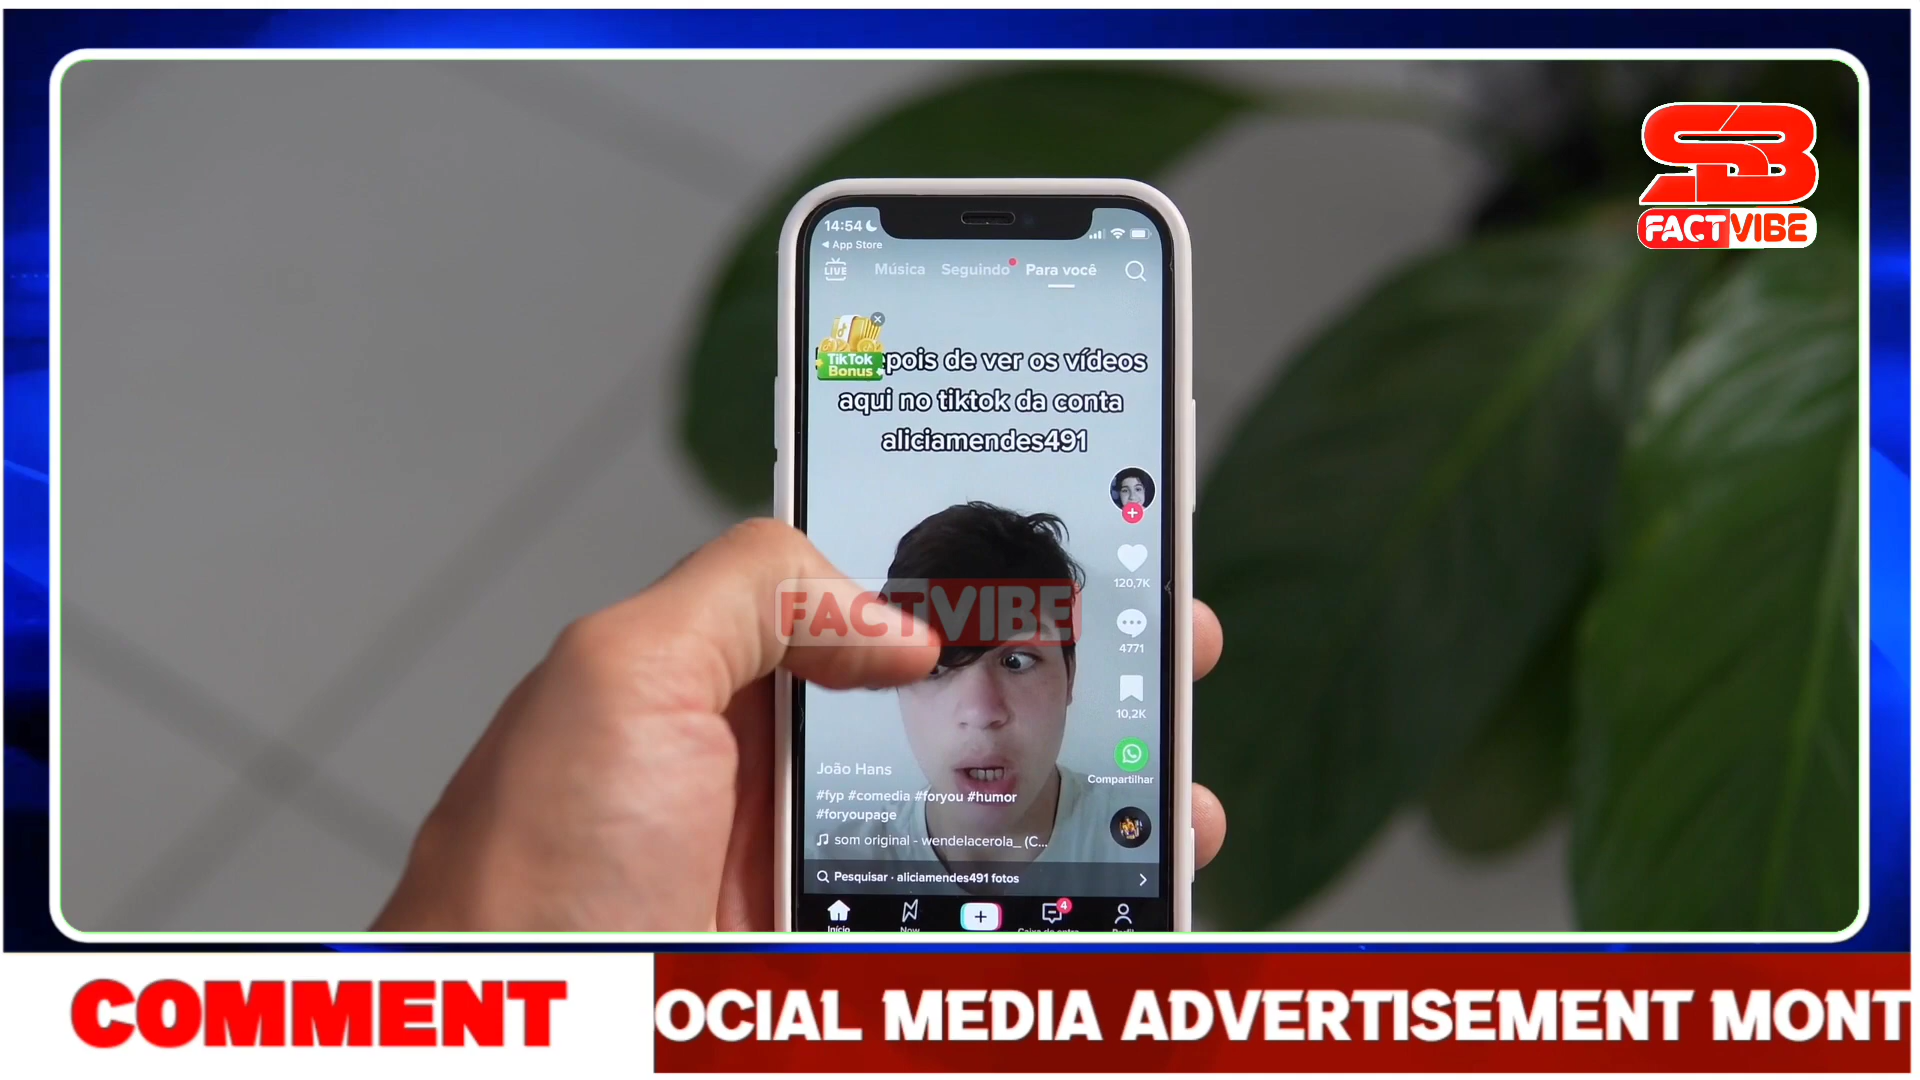 SB
FACTVIBE
14:54
App Store
LIVE
Música Seguindo Para você
TikTok
Bonus
pois de ver os vídeos
aqui no tiktok da conta
aliciamendes491
120,7K
FACTVIBE
4771
10,2K
Compartilhar
João Hans
#fyp #comedia #foryou #humor
#foryoupage
som original - wendelacerola_ (C...
Pesquisar · aliciamendes491 fotos
4
Início Now
COMMENT
OCIAL MEDIA ADVERTISEMENT MONT